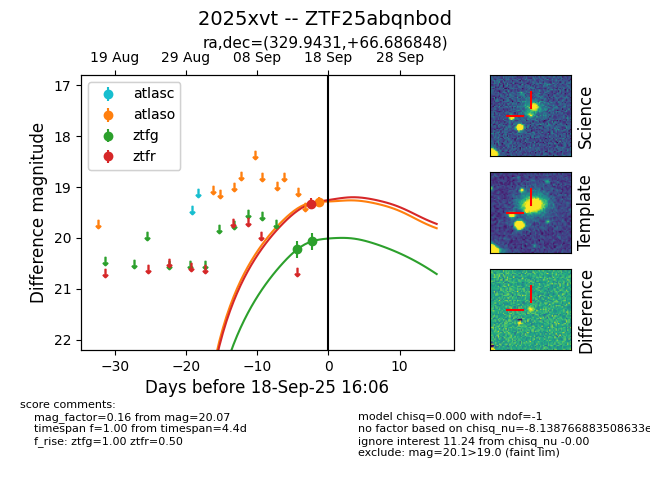 2025xvt -- ZTF25abqnbod
ra,dec=(329.9431,+66.686848)
19 Aug 29 Aug 08 Sep 18 Sep 28 Sep
17
18
19
20
21
22
Difference magnitude
atlasc
atlaso
ztfg
ztfr
−30 −20 −10 0 10
Days before 18-Sep-25 16:06
Science
Template
Difference
score comments:
mag_factor=0.16 from mag=20.07
timespan f=1.00 from timespan=4.4d
f_rise: ztfg=1.00 ztfr=0.50
model chisq=0.000 with ndof=-1
no factor based on chisq_nu=-8.138766883508633e
ignore interest 11.24 from chisq_nu -0.00
exclude: mag=20.1>19.0 (faint lim)